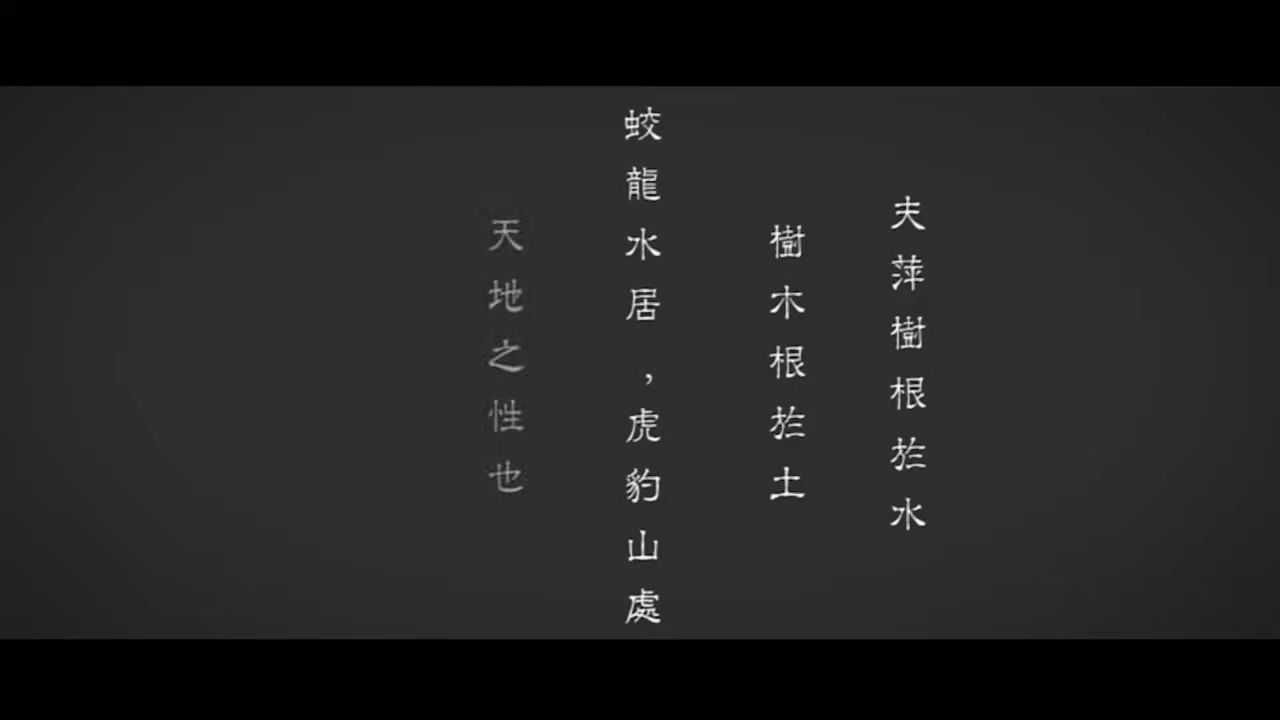 夫萍樹根於水
樹木根於土
蛟龍水居，虎豹山處
天地之性也